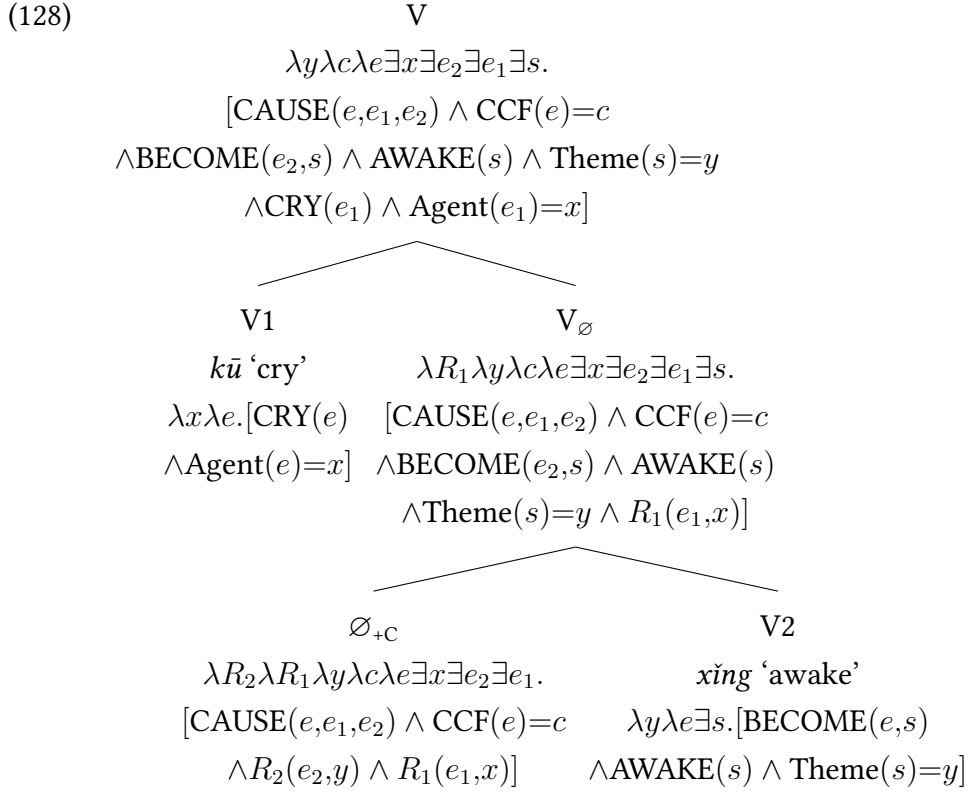 (128) V
λyλcλe∃x∃e₂∃e₁∃s.
[CAUSE(e,e₁,e₂) ∧ CCF(e)=c
∧BECOME(e₂,s) ∧ AWAKE(s) ∧ Theme(s)=y
∧CRY(e₁) ∧ Agent(e₁)=x]
V1 V∅
kū ‘cry’ λR₁λyλcλe∃x∃e₂∃e₁∃s.
λxλe.[CRY(e) [CAUSE(e,e₁,e₂) ∧ CCF(e)=c
∧Agent(e)=x] ∧BECOME(e₂,s) ∧ AWAKE(s)
∧Theme(s)=y ∧ R₁(e₁,x)]
∅+C V2
λR₂λR₁λyλcλe∃x∃e₂∃e₁. xǐng ‘awake’
[CAUSE(e,e₁,e₂) ∧ CCF(e)=c λyλe∃s.[BECOME(e,s)
∧R₂(e₂,y) ∧ R₁(e₁,x)] ∧AWAKE(s) ∧ Theme(s)=y]